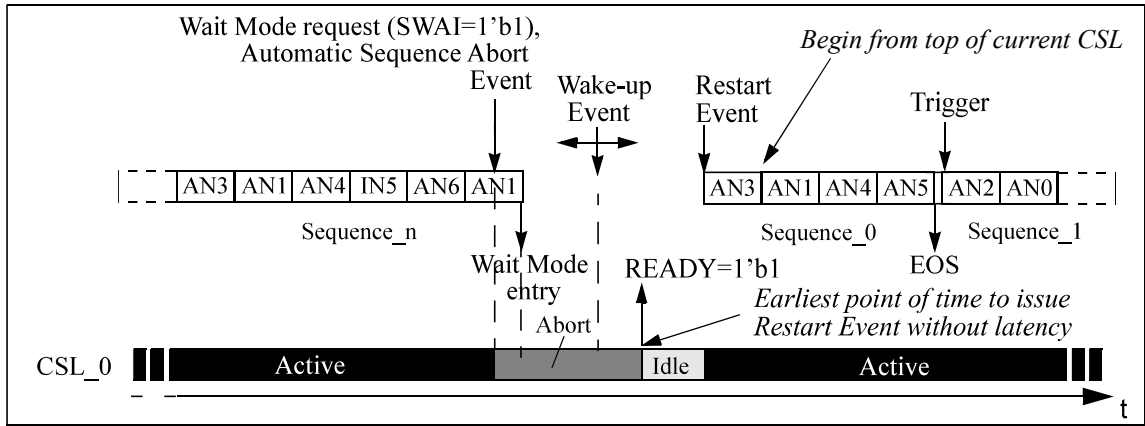 Wait Mode request (SWAI=1’b1),
Automatic Sequence Abort
Event
Begin from top of current CSL
Wake-up
Event
Restart
Event
Trigger
AN3 AN1 AN4 IN5 AN6 AN1
AN3 AN1 AN4 AN5 AN2 AN0
Sequence_n
Sequence_0
Sequence_1
Wait Mode
entry
READY=1’b1
EOS
Earliest point of time to issue
Restart Event without latency
Abort
CSL_0
Active
Idle
Active
t